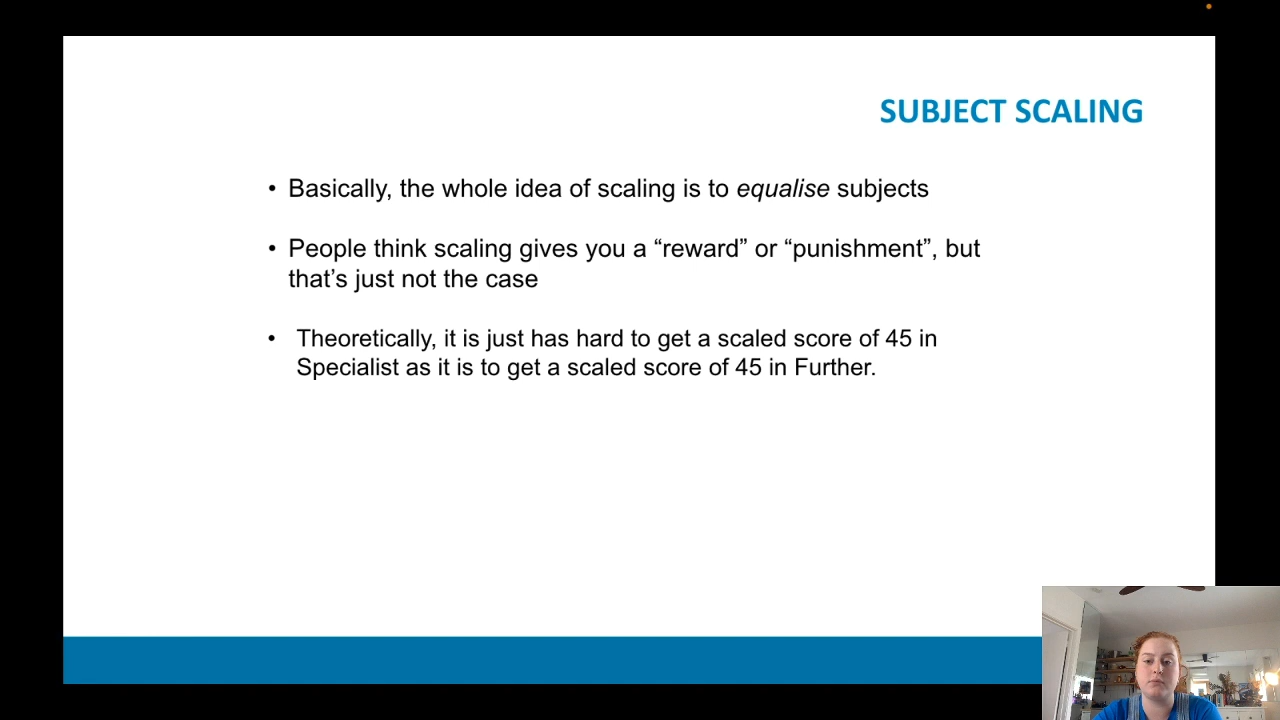 SUBJECT SCALING
• Basically, the whole idea of scaling is to equalise subjects
• People think scaling gives you a “reward” or “punishment”, but
that’s just not the case
• Theoretically, it is just has hard to get a scaled score of 45 in
Specialist as it is to get a scaled score of 45 in Further.